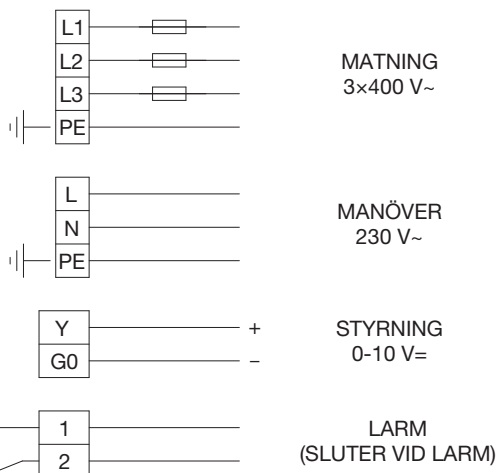 L1
L2
L3
PE
MATNING
3×400 V~
L
N
PE
MANÖVER
230 V~
Y
G0
+
–
STYRNING
0-10 V=
1
2
LARM
(SLUTER VID LARM)